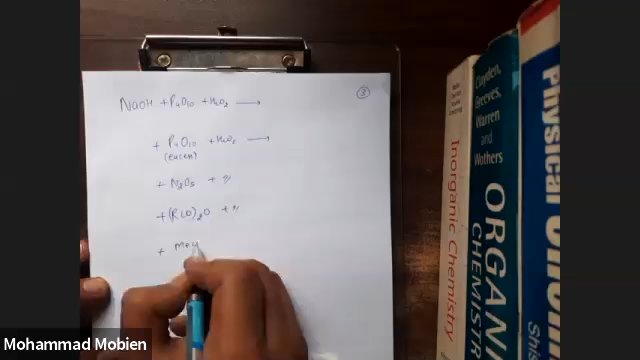 ②
NaOH + P4O10 + H2O2 →
+ P4O10 + H2O2 →
(excess)
+ N2O5 + "
+ (RCO)2O + "
+
Inorganic Chemistry
Clayden,
Greeves,
Warren
and
Wothers
ORGANIC
CHEMISTRY
Physical
Mohammad Mobien